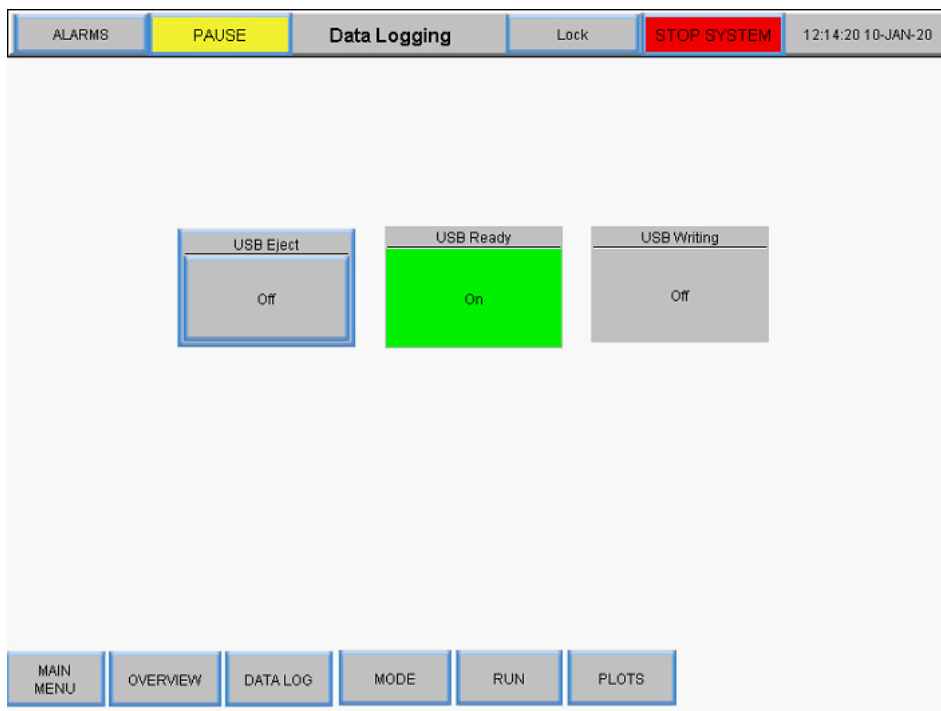 ALARMS PAUSE Data Logging Lock STOP SYSTEM 12:14:20 10-JAN-20
USB Eject USB Ready USB Writing
Off On Off
MAIN
MENU OVERVIEW DATA LOG MODE RUN PLOTS